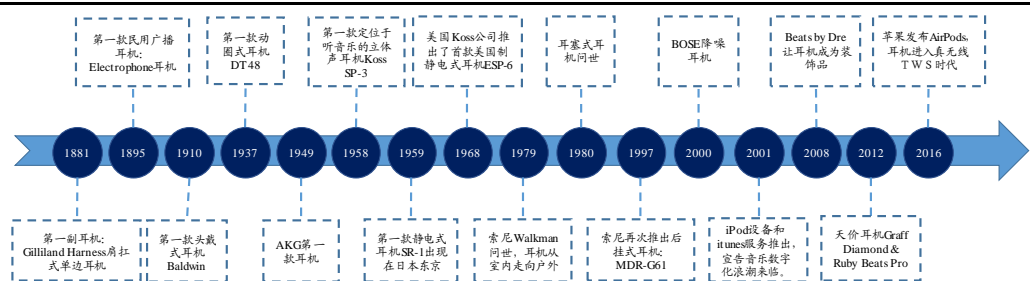 第一款民用广播
耳机:
Electrophone耳机
第一款动
圈式耳机
DT48
第一款定位于
听音乐的立体
声耳机Koss
SP-3
美国Koss公司推
出了首款美国制
静电式耳机ESP-6
耳塞式耳
机问世
BOSE降噪
耳机
Beats by Dre
让耳机成为装
饰品
苹果发布AirPods,
耳机进入真无线
TWS时代
1881
1895
1910
1937
1949
1958
1959
1968
1979
1980
1997
2000
2001
2008
2012
2016
第一副耳机:
Gilliland Harness肩扛
式单边耳机
第一款头戴
式耳机
Baldwin
AKG第一
款耳机
第一款静电式
耳机SR-1出现
在日本东京
索尼Walkman
问世，耳机从
室内走向户外
索尼再次推出后
挂式耳机:
MDR-G61
iPod设备和
itunes服务推出，
宣告音乐数字
化浪潮来临。
天价耳机Graff
Diamond &
Ruby Beats Pro